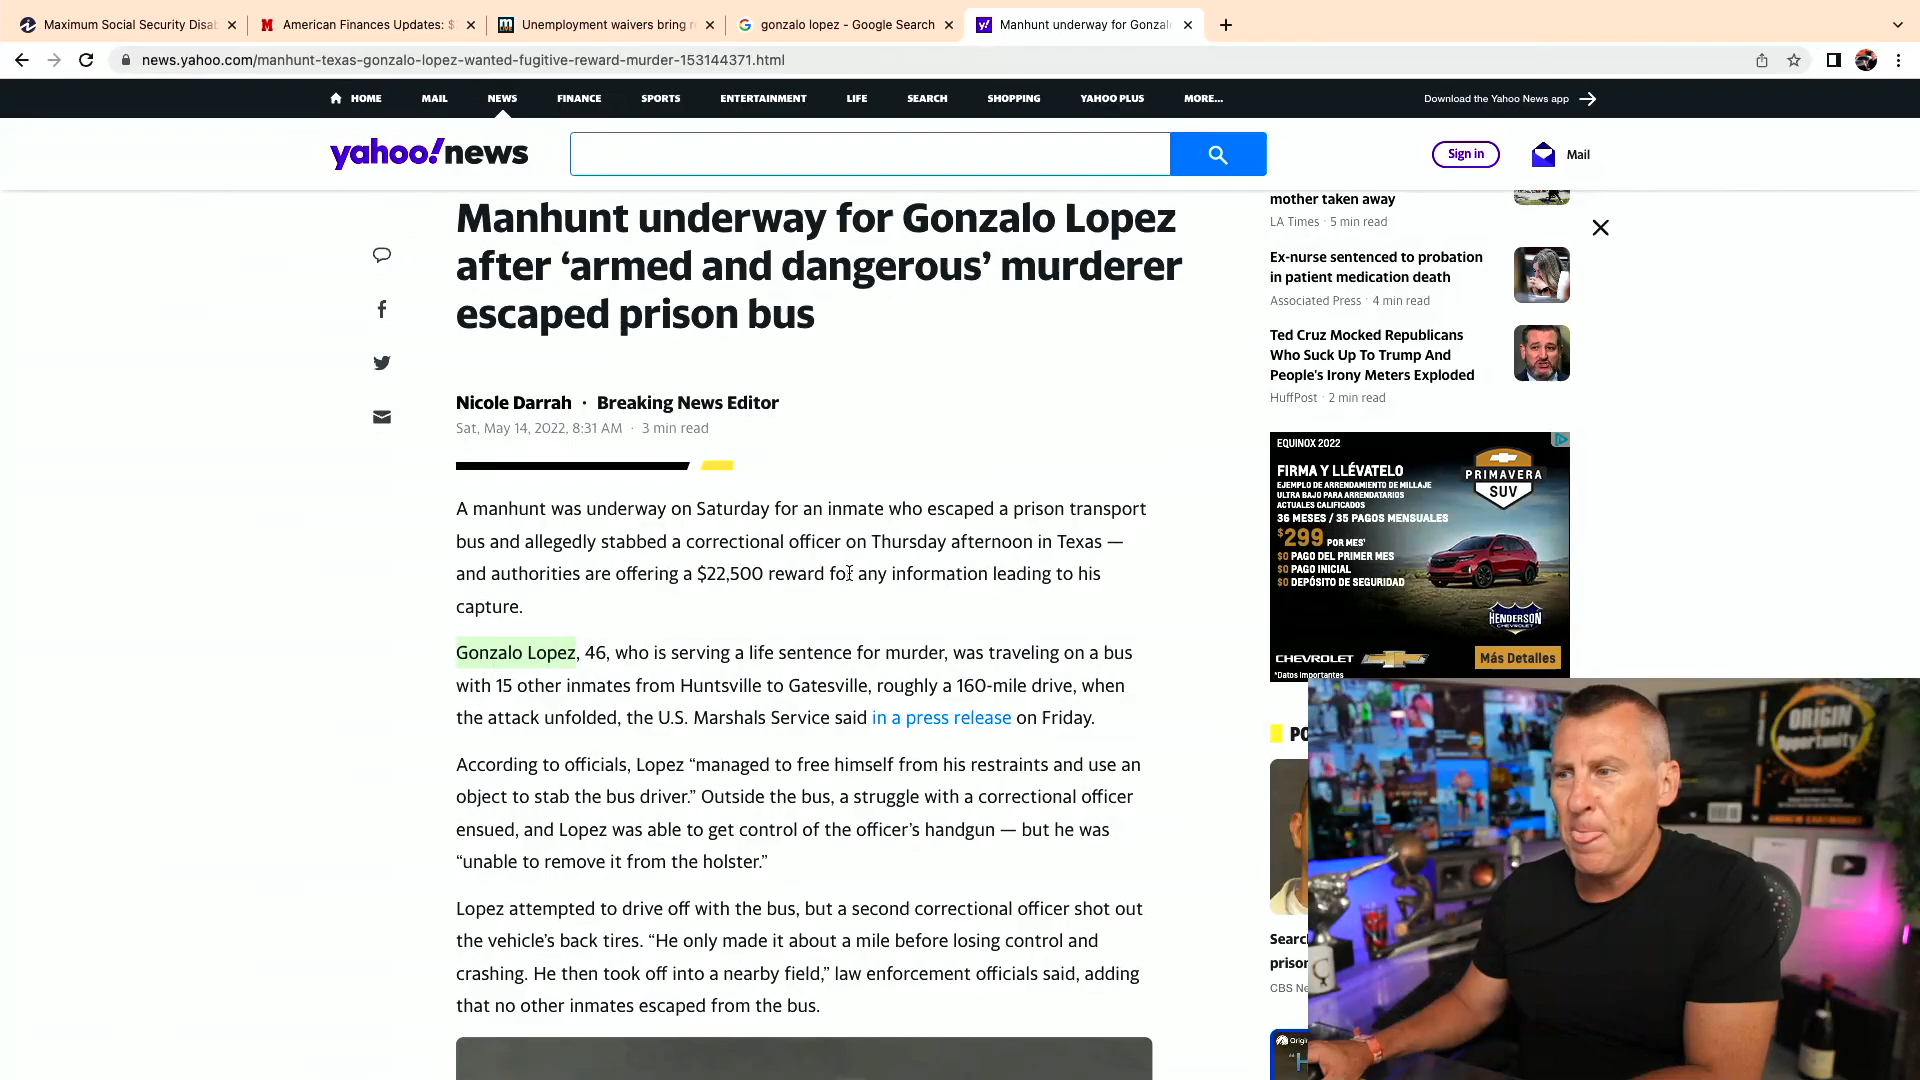 Maximum Social Security Disab
American Finances Updates: $
Unemployment waivers bring r
gonzalo lopez - Google Search
Manhunt underway for Gonzal
news.yahoo.com/manhunt-texas-gonzalo-lopez-wanted-fugitive-reward-murder-153144371.html
HOME MAIL NEWS FINANCE SPORTS ENTERTAINMENT LIFE SEARCH SHOPPING YAHOO PLUS MORE...
Download the Yahoo News app
yahoo!news
Sign in
Mail
Manhunt underway for Gonzalo Lopez
after ‘armed and dangerous’ murderer
escaped prison bus
Nicole Darrah · Breaking News Editor
Sat, May 14, 2022, 8:31 AM · 3 min read
A manhunt was underway on Saturday for an inmate who escaped a prison transport
bus and allegedly stabbed a correctional officer on Thursday afternoon in Texas —
and authorities are offering a $22,500 reward for any information leading to his
capture.
Gonzalo Lopez, 46, who is serving a life sentence for murder, was traveling on a bus
with 15 other inmates from Huntsville to Gatesville, roughly a 160-mile drive, when
the attack unfolded, the U.S. Marshals Service said in a press release on Friday.
According to officials, Lopez “managed to free himself from his restraints and use an
object to stab the bus driver.” Outside the bus, a struggle with a correctional officer
ensued, and Lopez was able to get control of the officer’s handgun — but he was
“unable to remove it from the holster.”
Lopez attempted to drive off with the bus, but a second correctional officer shot out
the vehicle’s back tires. “He only made it about a mile before losing control and
crashing. He then took off into a nearby field,” law enforcement officials said, adding
that no other inmates escaped from the bus.
mother taken away
LA Times · 5 min read
Ex-nurse sentenced to probation
in patient medication death
Associated Press · 4 min read
Ted Cruz Mocked Republicans
Who Suck Up To Trump And
People's Irony Meters Exploded
HuffPost · 2 min read
EQUINOX 2022
FIRMA Y LLÉVATELO
EJEMPLO DE ARRENDAMIENTO DE MILLAJE
ULTRA BAJO PARA ARRENDATARIOS
ACTUALES CALIFICADOS
36 MESES / 35 PAGOS MENSUALES
$299 POR MES*
$0 PAGO DEL PRIMER MES
$0 PAGO INICIAL
$0 DEPÓSITO DE SEGURIDAD
PRIMAVERA
SUV
HENDERSON
CHEVROLET
CHEVROLET
Más Detalles
*Datos Importantes
PO
Searc
prison
CBS Ne
Origi
“H
ORIGIN
Opportunity